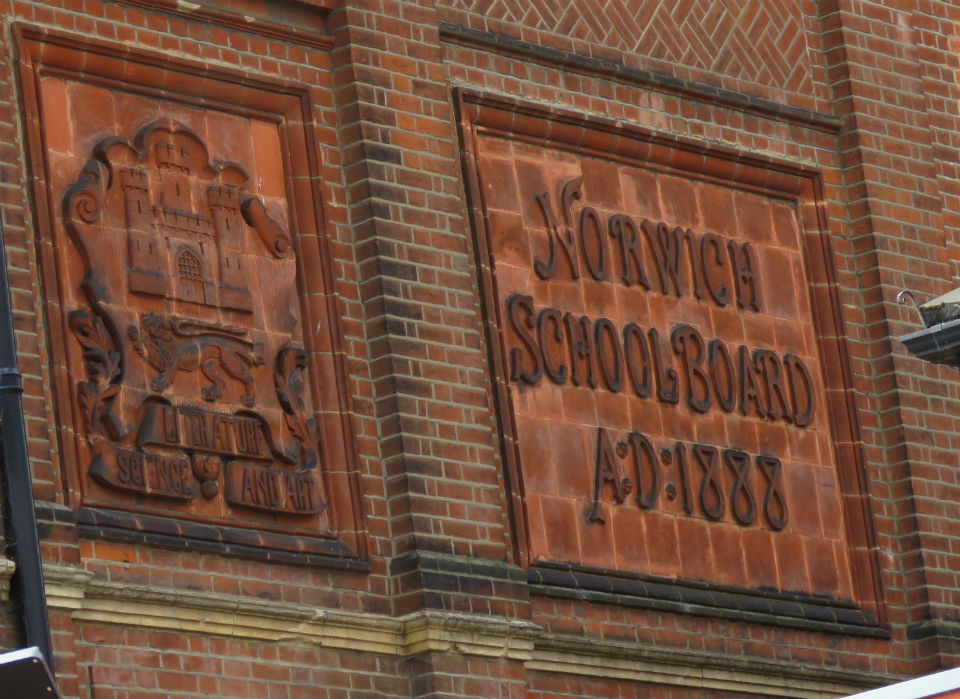 LITERATURE
SCIENCE AND ART
NORWICH
SCHOOL BOARD
A·D·:1888